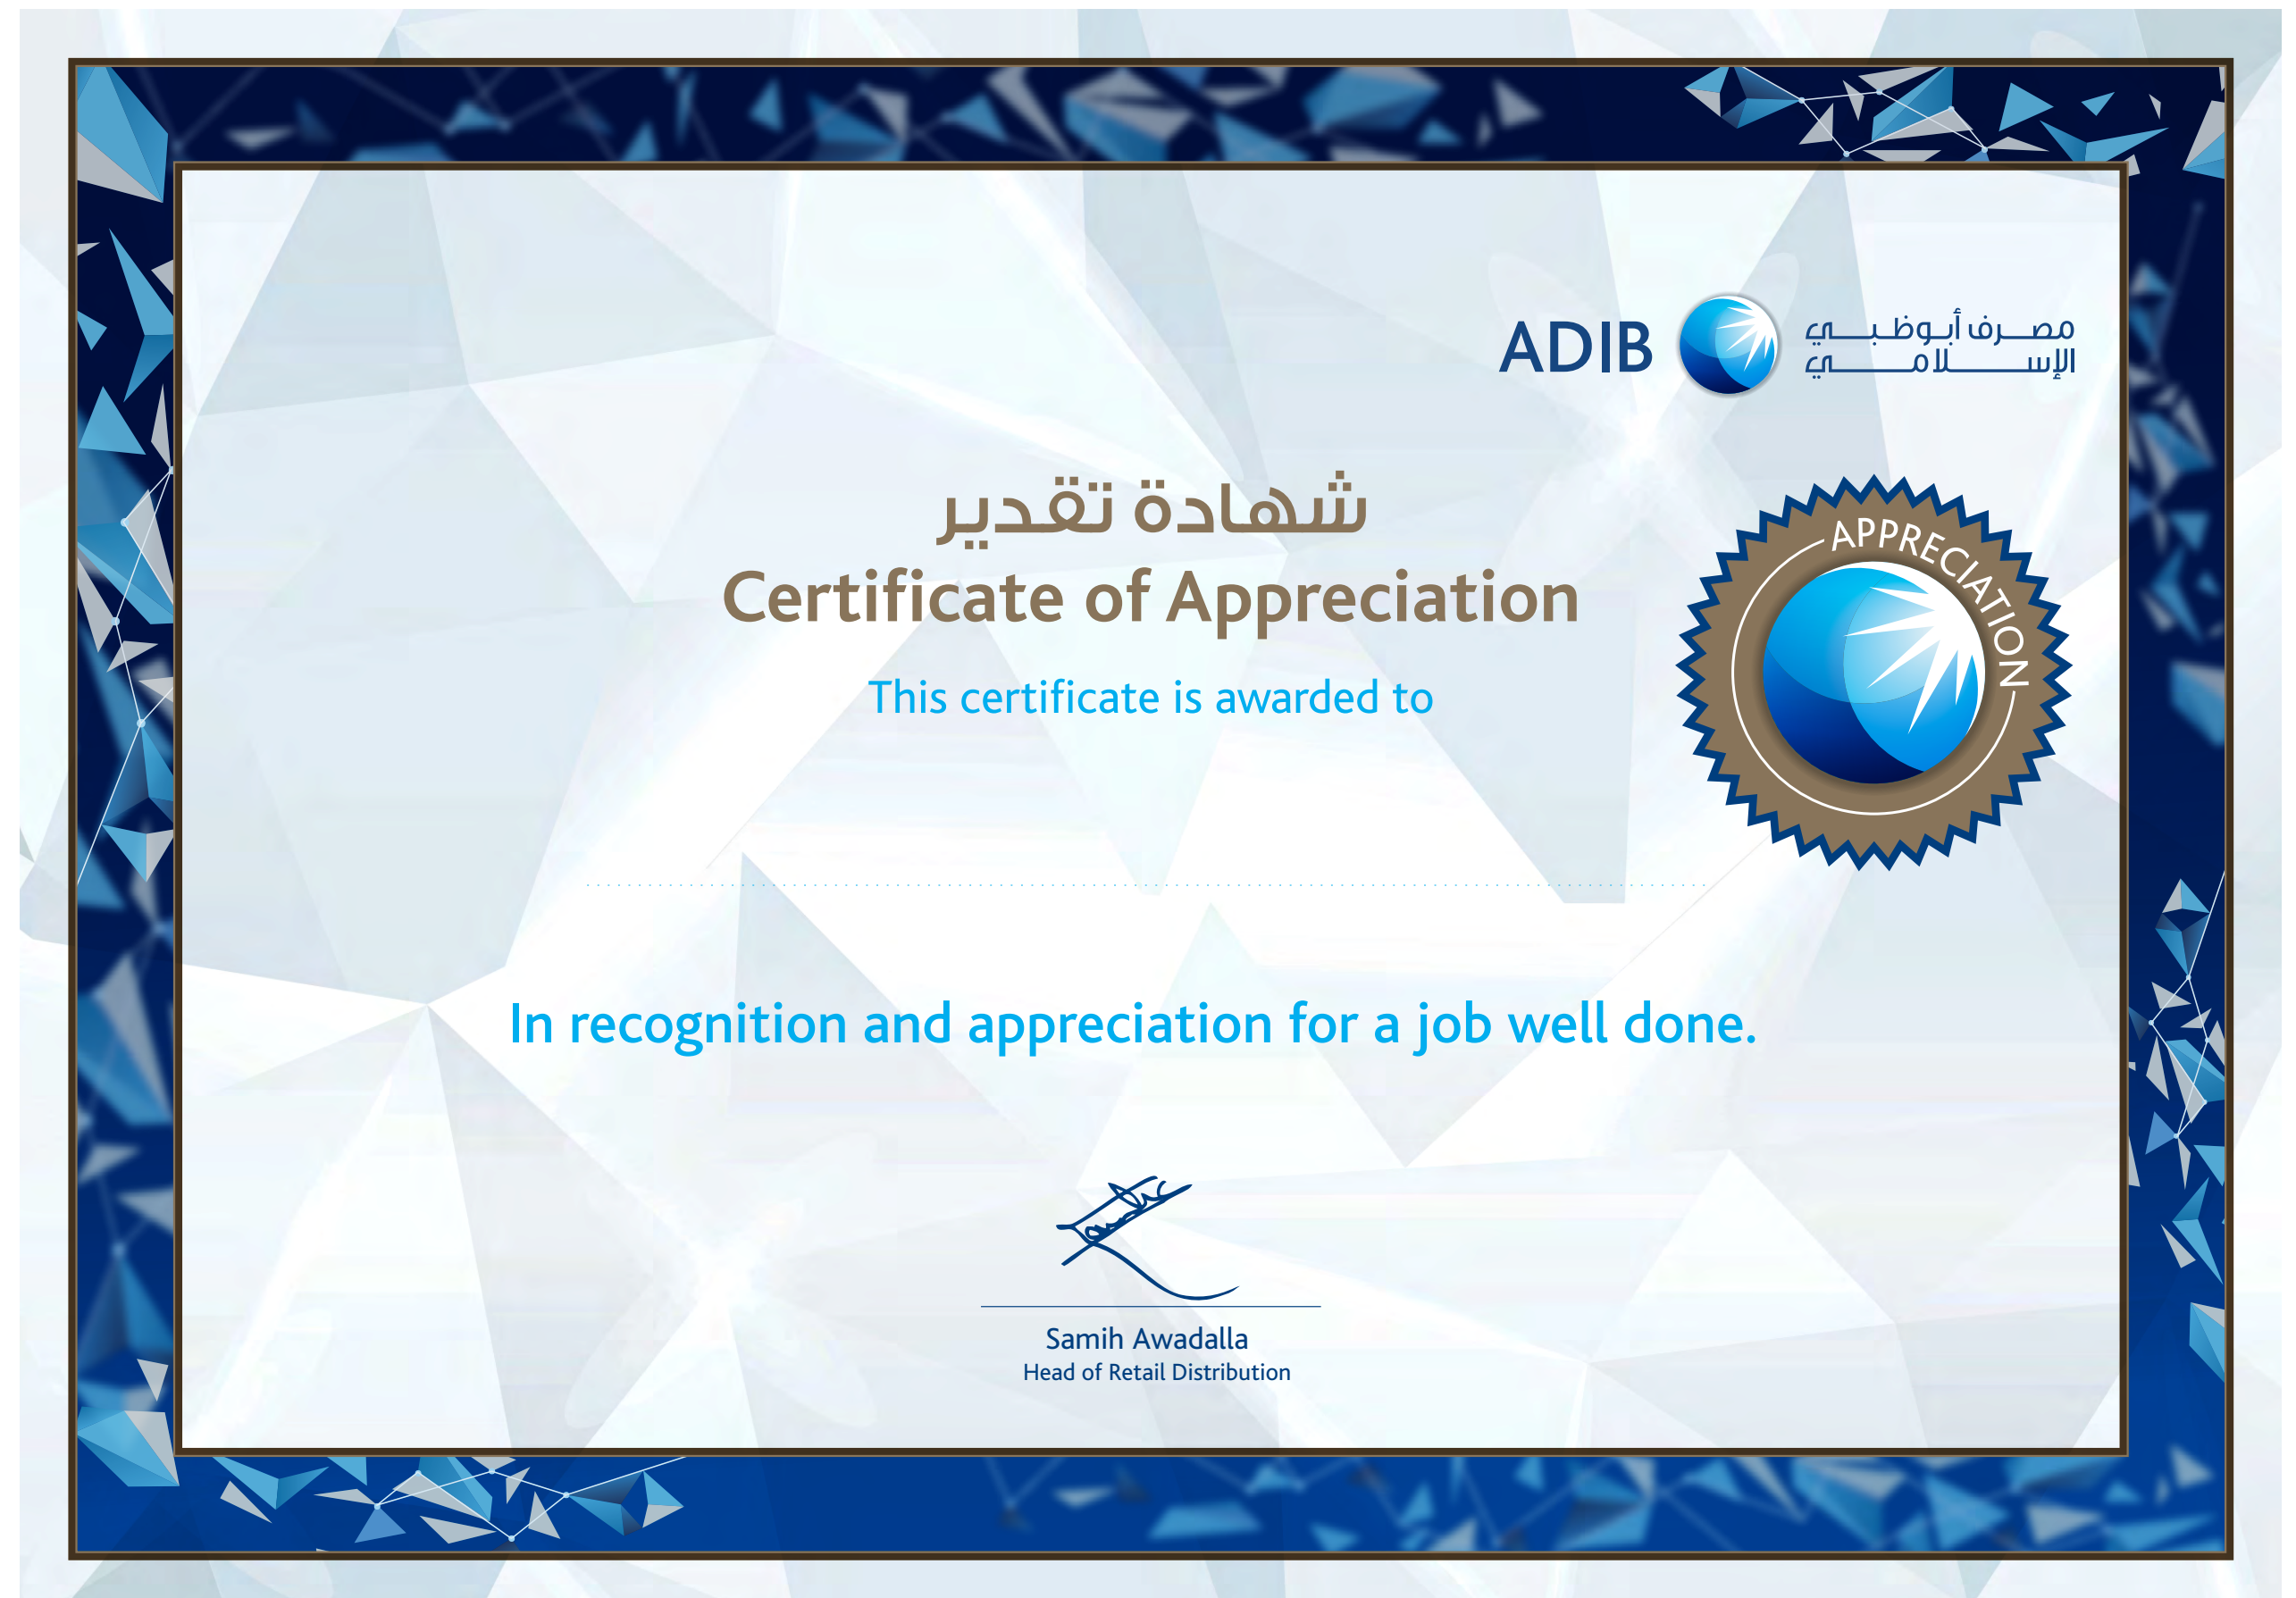 ADIB
مصرف أبوظبي
الإسلامي
شهادة تقدير
Certificate of Appreciation
APPRECIATION
This certificate is awarded to
In recognition and appreciation for a job well done.
Samih Awadalla
Head of Retail Distribution